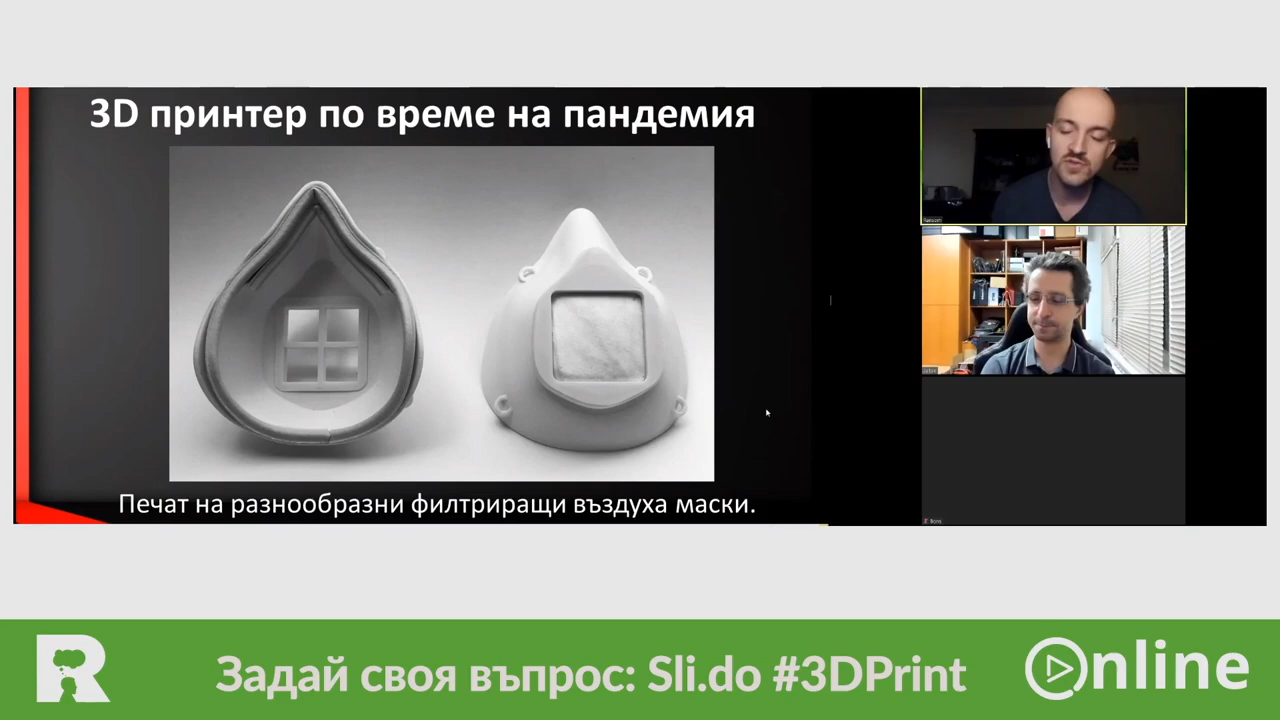 3D принтер по време на пандемия
Печат на разнообразни филтриращи въздуха маски.
Boris
Задай своя въпрос: Sli.do #3DPrint
R
Online